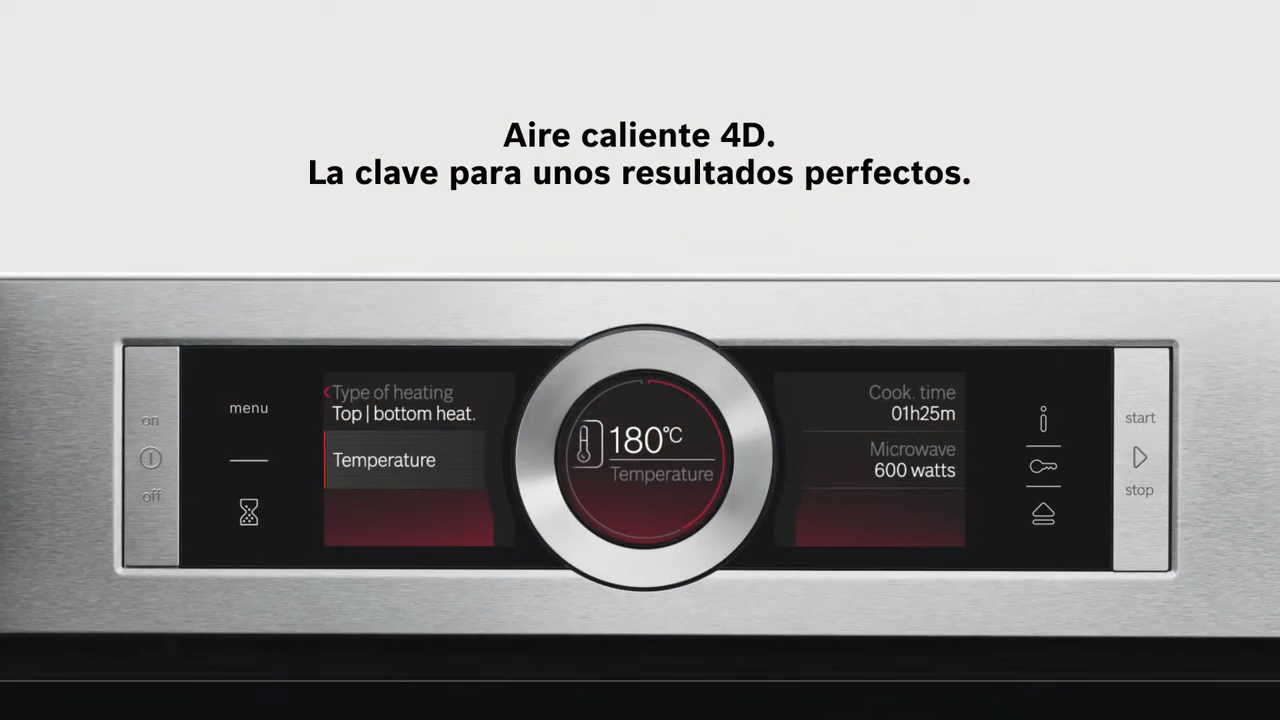 Aire caliente 4D.
La clave para unos resultados perfectos.
on
off
menu
Type of heating
Top | bottom heat.
Temperature
180°C
Temperature
Cook. time
01h25m
Microwave
600 watts
start
stop